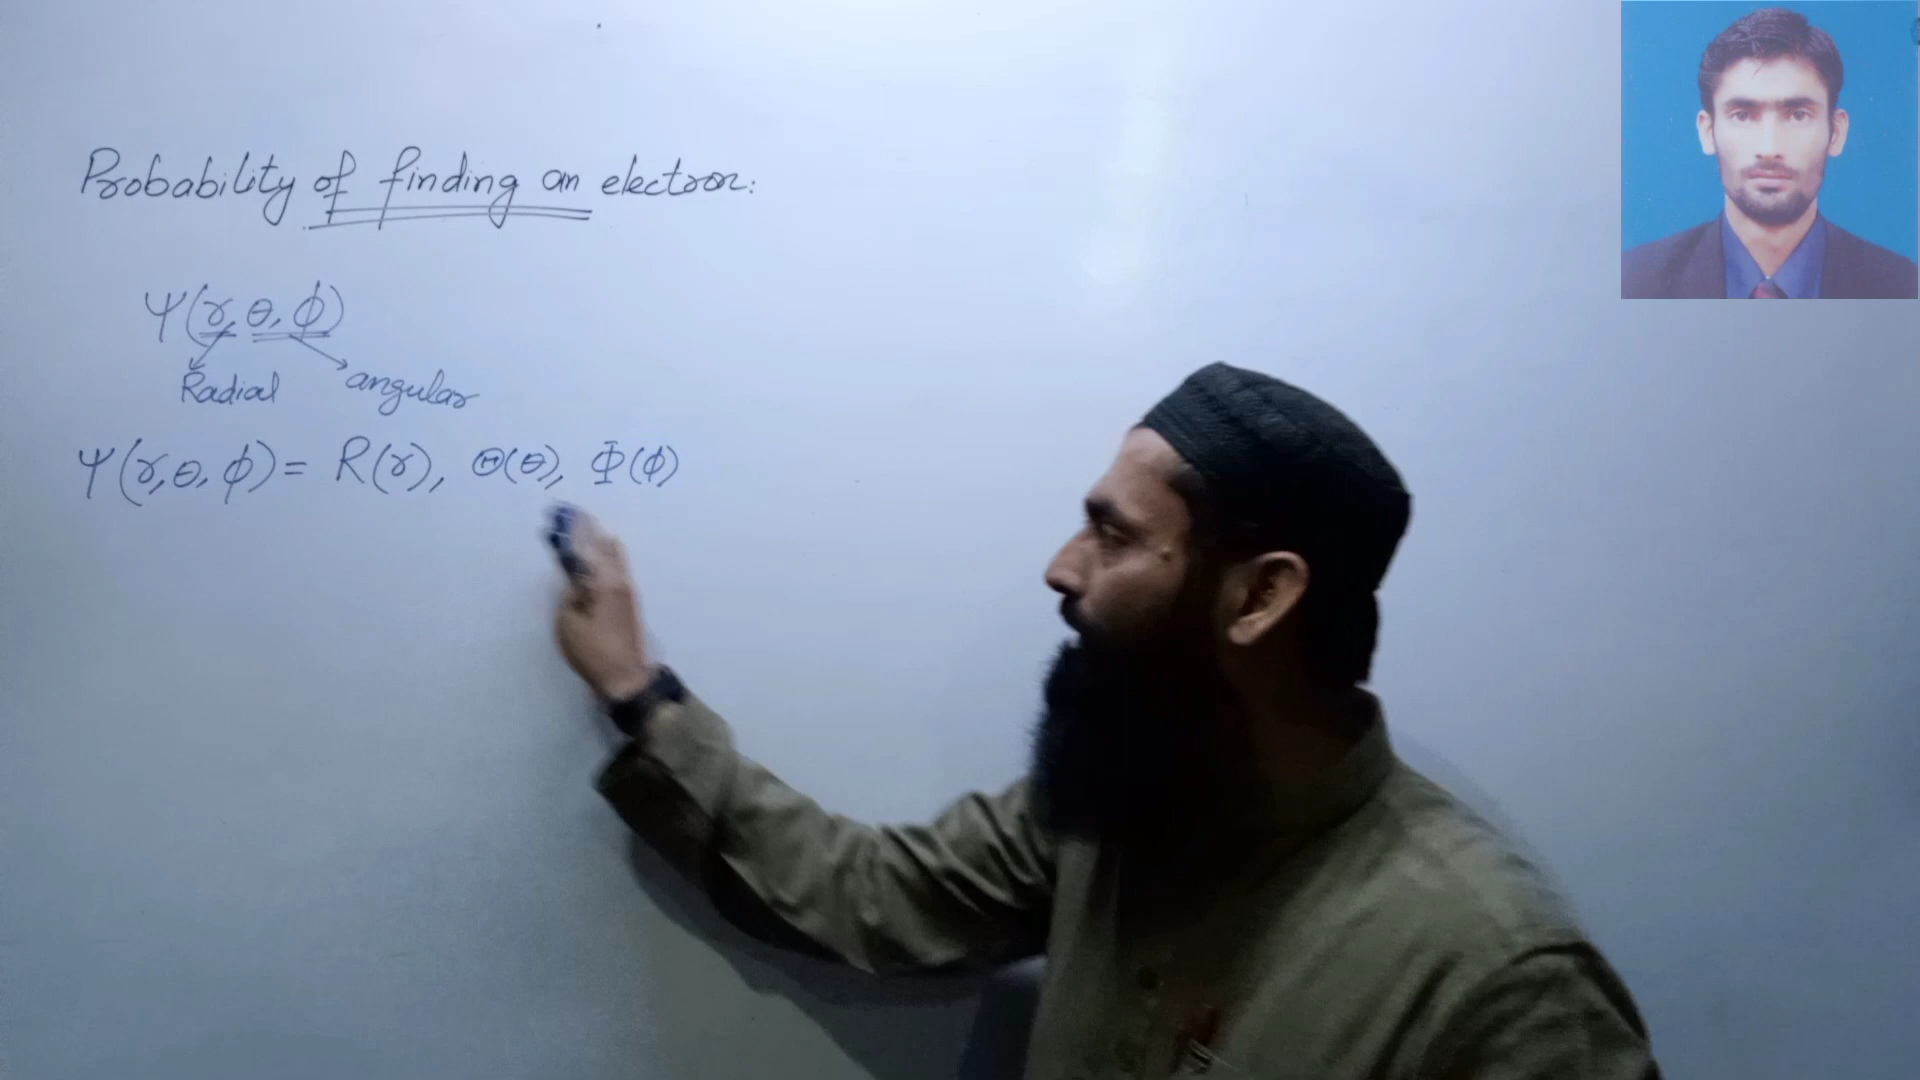 Probability of finding an electron:
Ψ(r, θ, ϕ)
Radial angular
Ψ(r, θ, ϕ) = R(r), Θ(θ), Φ(ϕ)